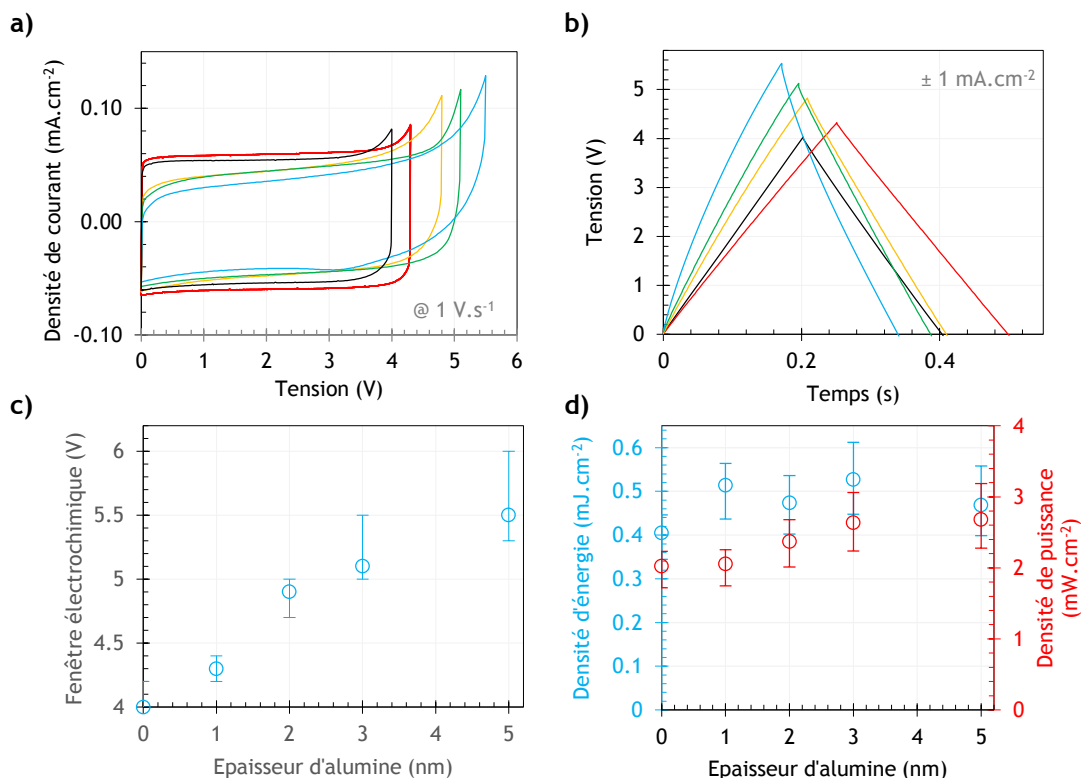 a)
Densité de courant (mA.cm-2)
0.10
0.00
-0.10
@ 1 V.s-1
0 1 2 3 4 5 6
Tension (V)
b)
Tension (V)
5
4
3
2
1
0
± 1 mA.cm-2
0 0.2 0.4
Temps (s)
c)
Fenêtre électrochimique (V)
6
5.5
5
4.5
4
0 1 2 3 4 5
Epaisseur d'alumine (nm)
d)
Densité d'énergie (mJ.cm-2)
0.6
0.5
0.4
0.3
0.2
0.1
0
4
3
2
1
0
Densité de puissance
(mW.cm-2)
0 1 2 3 4 5
Epaisseur d'alumine (nm)